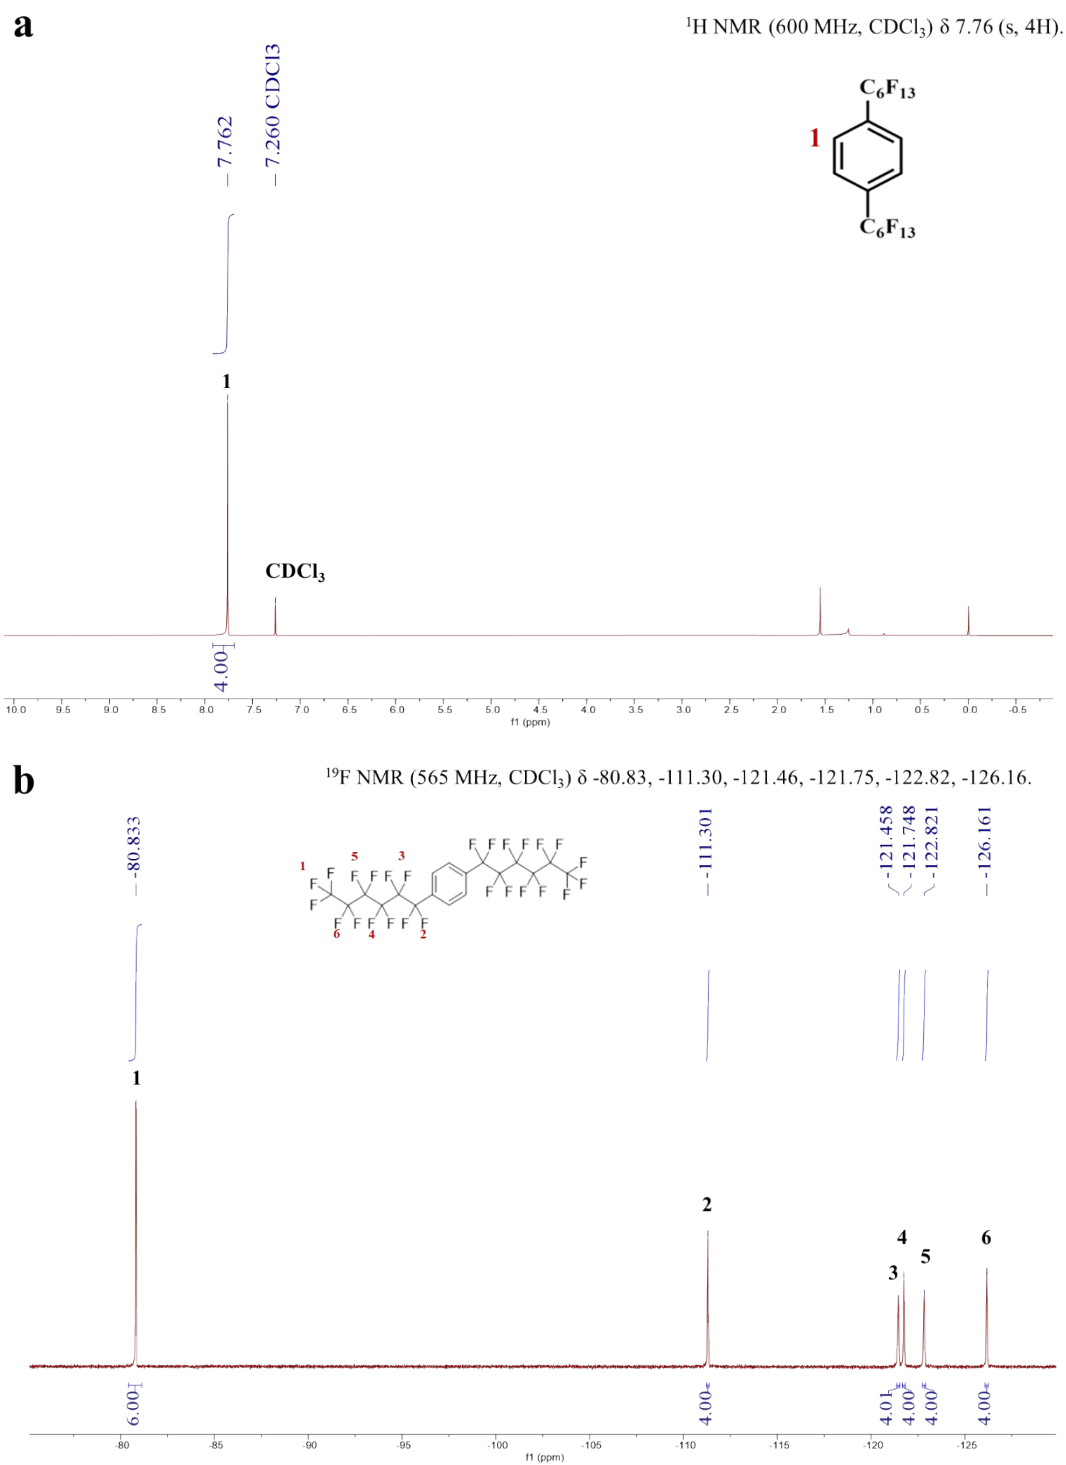 a
¹H NMR (600 MHz, CDCl₃) δ 7.76 (s, 4H).
7.762
7.260 CDCl3
C₆F₁₃
1
C₆F₁₃
1
CDCl₃
4.00
10.0 9.5 9.0 8.5 8.0 7.5 7.0 6.5 6.0 5.5 5.0 4.5 4.0 3.5 3.0 2.5 2.0 1.5 1.0 0.5 0.0 -0.5
f1 (ppm)
b
¹⁹F NMR (565 MHz, CDCl₃) δ -80.83, -111.30, -121.46, -121.75, -122.82, -126.16.
-80.833
-111.301
-121.458
-121.748
-122.821
-126.161
F F F F F F
1 5 3 F
F F F F F F F F F F F F
F F F F F F F
F F F F F F
6 4 2
1
2
3
4
5
6
6.00
4.00
4.01
4.00
4.00
4.00
-80 -85 -90 -95 -100 -105 -110 -115 -120 -125
f1 (ppm)